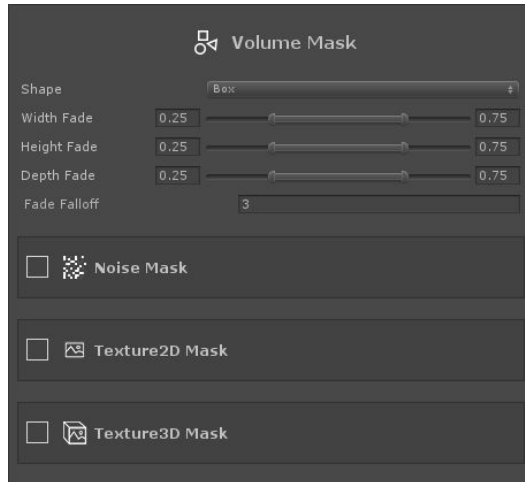 Volume Mask
Shape Box
Width Fade 0.25 0.75
Height Fade 0.25 0.75
Depth Fade 0.25 0.75
Fade Falloff 3
Noise Mask
Texture2D Mask
Texture3D Mask